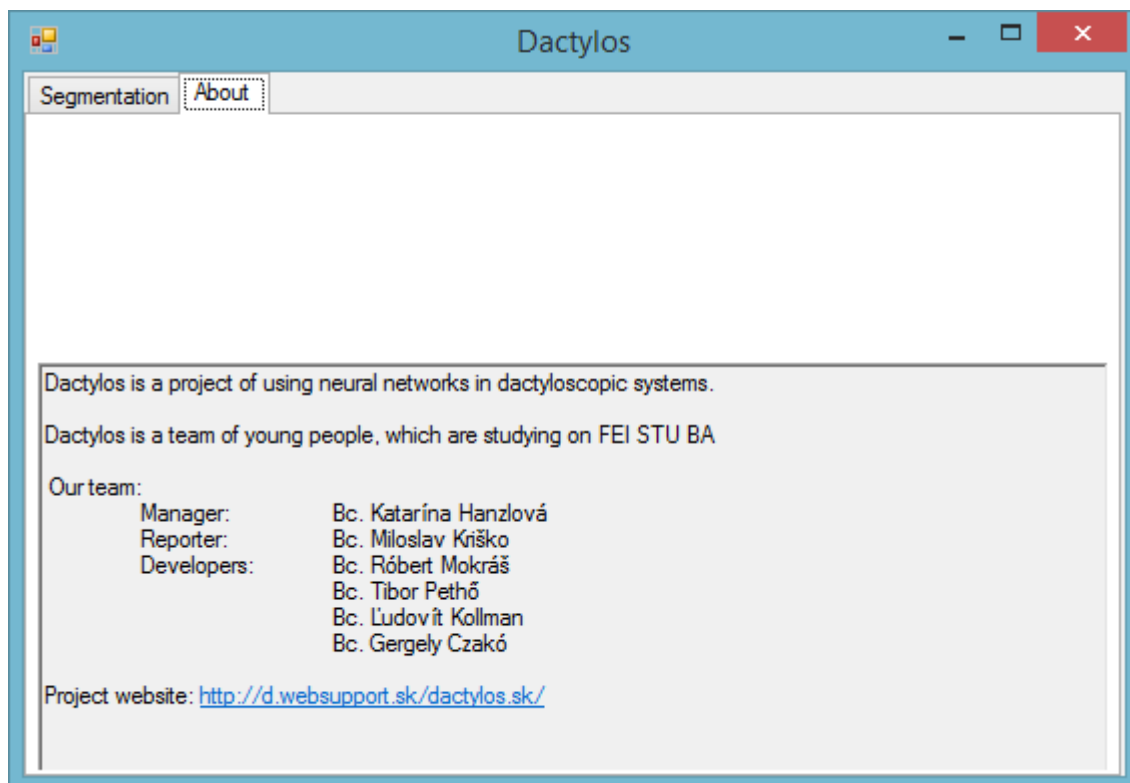 Dactylos
Segmentation About
Dactylos is a project of using neural networks in dactyloscopic systems.
Dactylos is a team of young people, which are studying on FEI STU BA
Our team:
Manager: Bc. Katarína Hanzlová
Reporter: Bc. Miloslav Kriško
Developers: Bc. Róbert Mokráš
Bc. Tibor Pethő
Bc. Ľudovít Kollman
Bc. Gergely Czakó
Project website: http://d.websupport.sk/dactylos.sk/